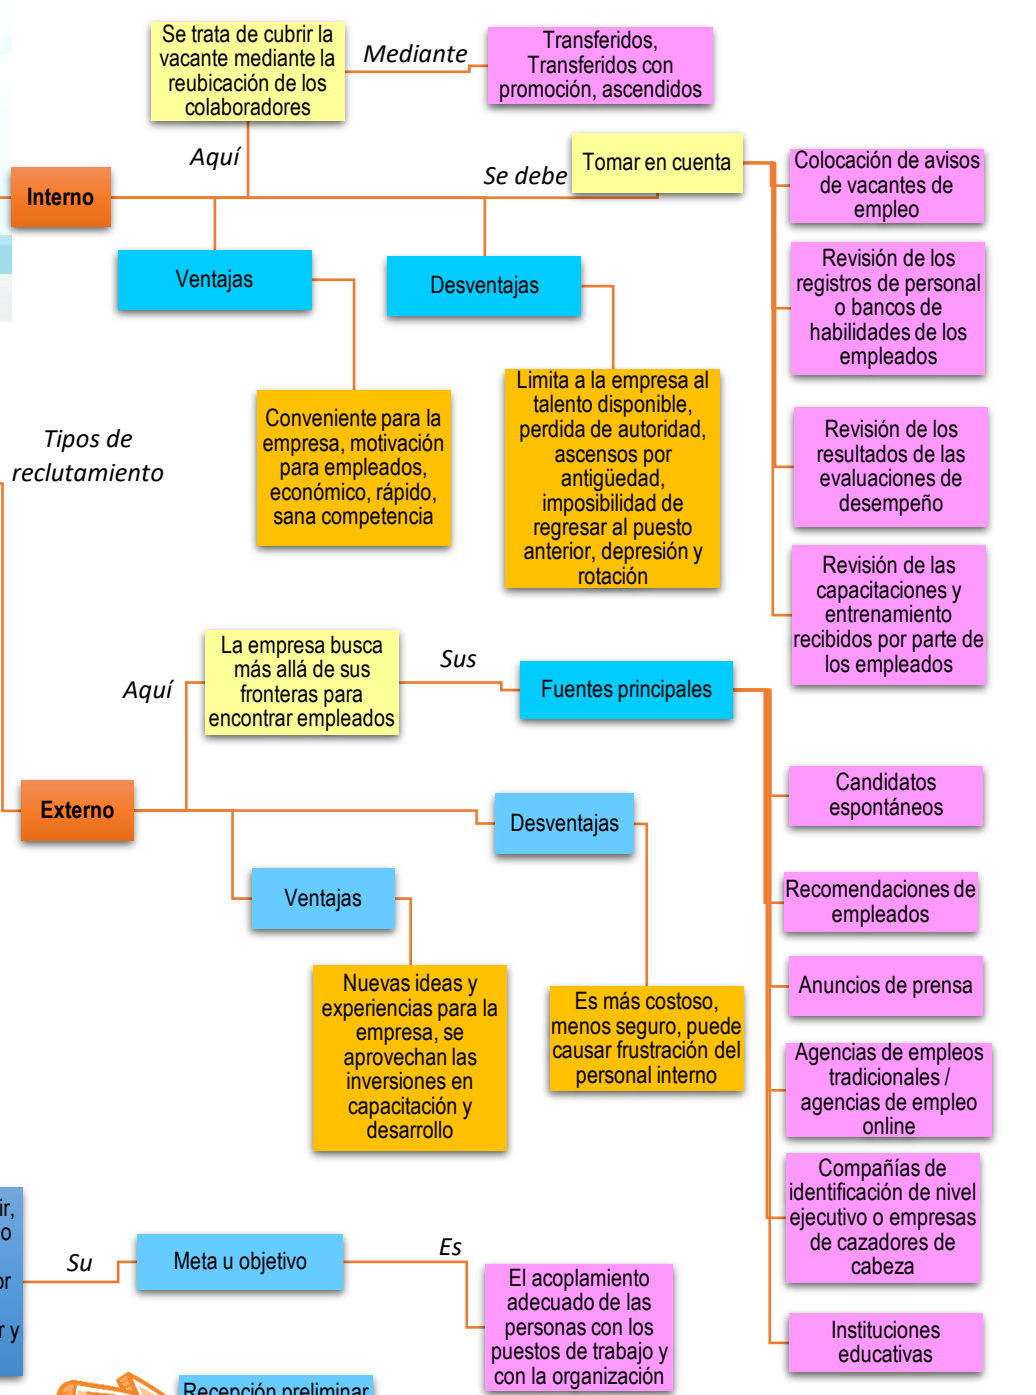 Se trata de cubrir la
vacante mediante la
reubicación de los
colaboradores
Mediante
Transferidos,
Transferidos con
promoción, ascendidos
Aquí
Interno
Se debe
Tomar en cuenta
Colocación de avisos
de vacantes de
empleo
Revisión de los
registros de personal
o bancos de
habilidades de los
empleados
Revisión de los
resultados de las
evaluaciones de
desempeño
Revisión de las
capacitaciones y
entrenamiento
recibidos por parte de
los empleados
Ventajas
Desventajas
Conveniente para la
empresa, motivación
para empleados,
económico, rápido,
sana competencia
Limita a la empresa al
talento disponible,
perdida de autoridad,
ascensos por
antigüedad,
imposibilidad de
regresar al puesto
anterior, depresión y
rotación
Tipos de
reclutamiento
Aquí
La empresa busca
más allá de sus
fronteras para
encontrar empleados
Sus
Fuentes principales
Externo
Desventajas
Ventajas
Nuevas ideas y
experiencias para la
empresa, se
aprovechan las
inversiones en
capacitación y
desarrollo
Es más costoso,
menos seguro, puede
causar frustración del
personal interno
Candidatos
espontáneos
Recomendaciones de
empleados
Anuncios de prensa
Agencias de empleos
tradicionales /
agencias de empleo
online
Compañías de
identificación de nivel
ejecutivo o empresas
de cazadores de
cabeza
Instituciones
educativas
Su
Meta u objetivo
Es
El acoplamiento
adecuado de las
personas con los
puestos de trabajo y
con la organización
Recepción preliminar